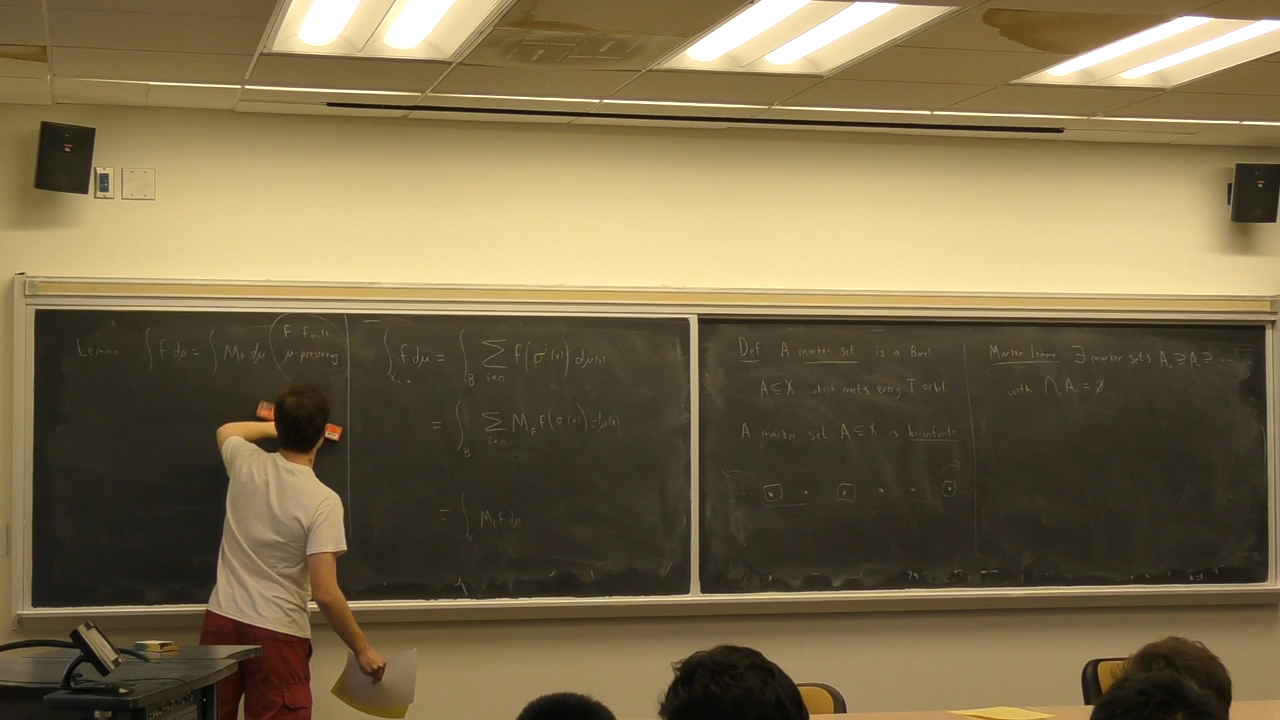 Lemma ∫ f dμ = ∫ M_F dμ
F finite
μ-preserving
∫ f dμ = ∫_B Σ_{i<n} f(σ^i(x)) dμ(x)
= ∫_B Σ_{i<n} M_F f(σ^i(x)) dμ(x)
= ∫ M_F f dμ
Def A marker set is a Borel
A ⊆ X which meets every T orbit.
A marker set A ⊆ X is
Marker Lemma ∃ marker sets A_0 ⊇ A_1 ⊇ ...
with ⋂ A_n = ∅